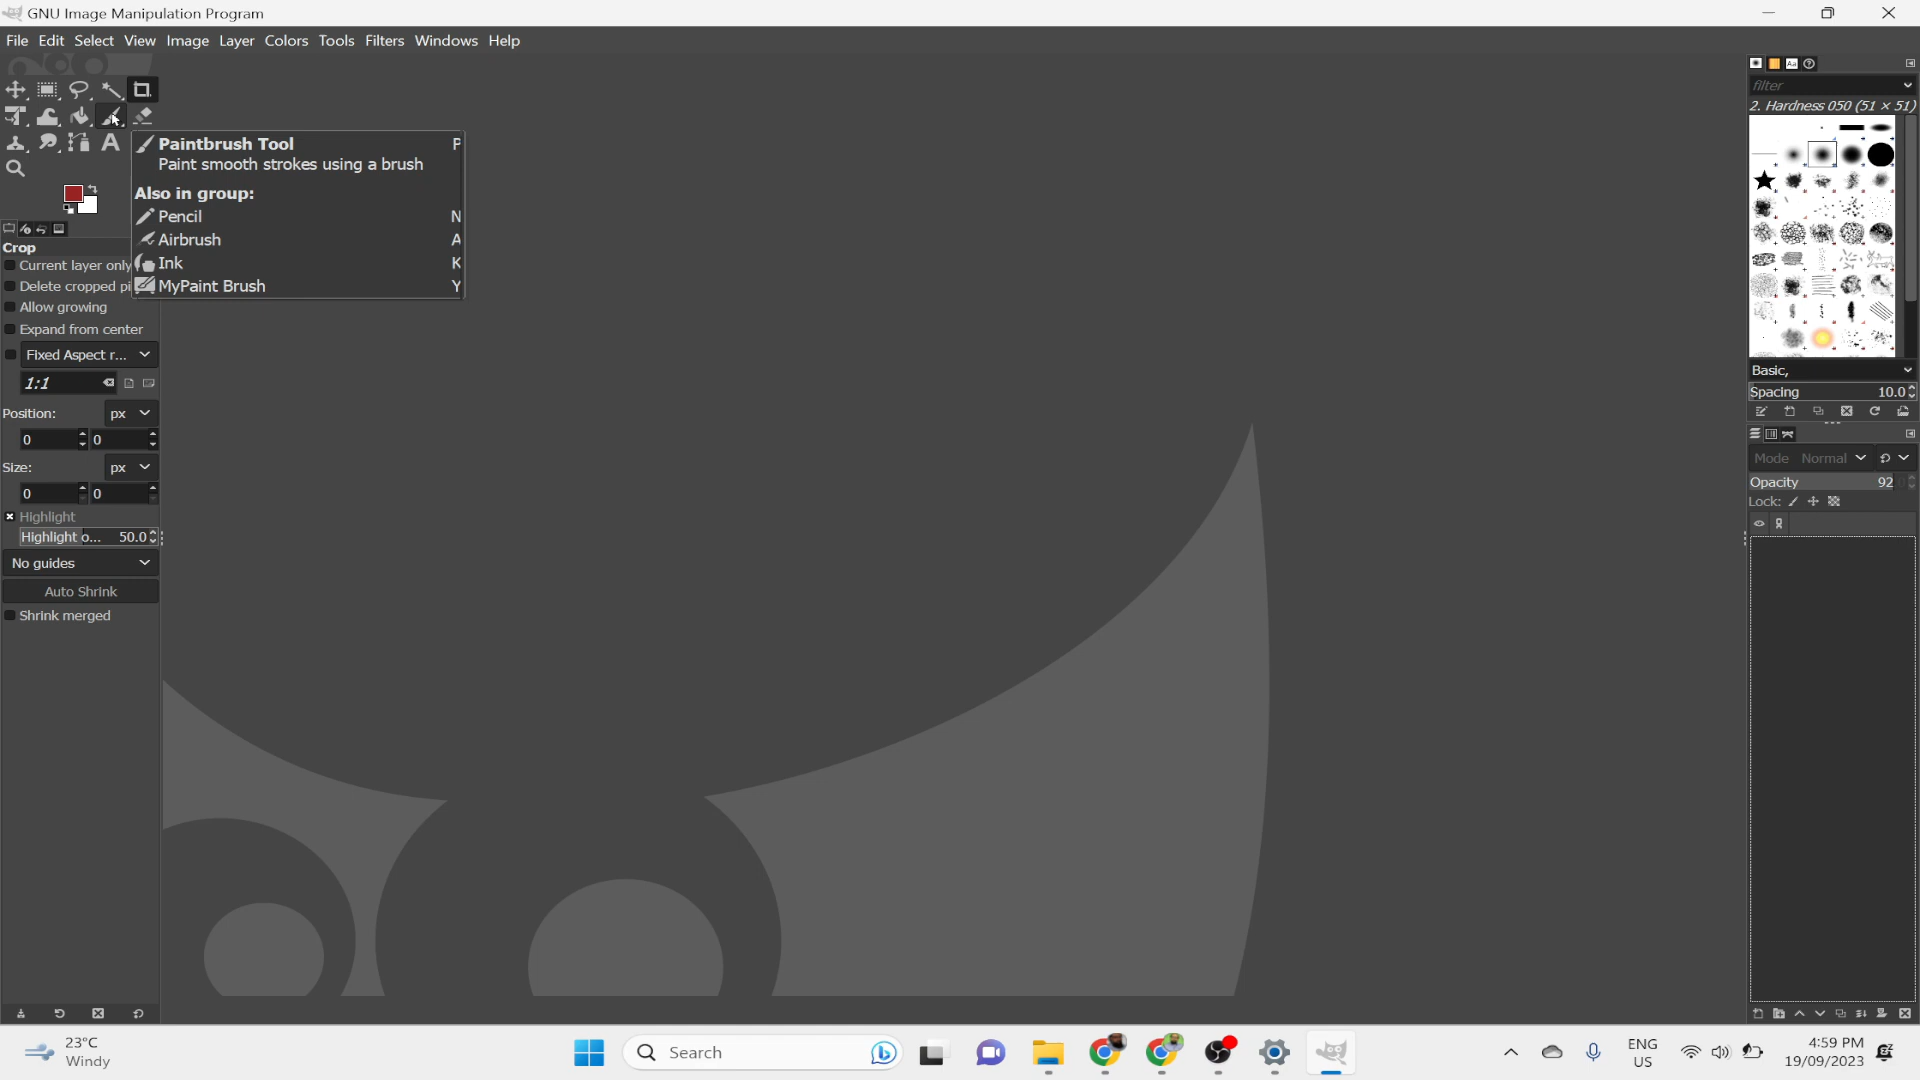 GNU Image Manipulation Program
File Edit Select View Image Layer Colors Tools Filters Windows Help
filter
2. Hardness 050 (51 × 51)
Paintbrush Tool P
Paint smooth strokes using a brush
Also in group:
Pencil N
Airbrush A
Ink K
MyPaint Brush Y
Crop
Current layer only
Delete cropped pi
Allow growing
Expand from center
Fixed Aspect r...
1:1
Position: px
0 0
Size: px
0 0
Highlight
Highlight o... 50.0
No guides
Auto Shrink
Shrink merged
Basic,
Spacing 10.0
Mode Normal
Opacity 92
Lock:
23°C
Windy
Search
ENG
US
4:59 PM
19/09/2023